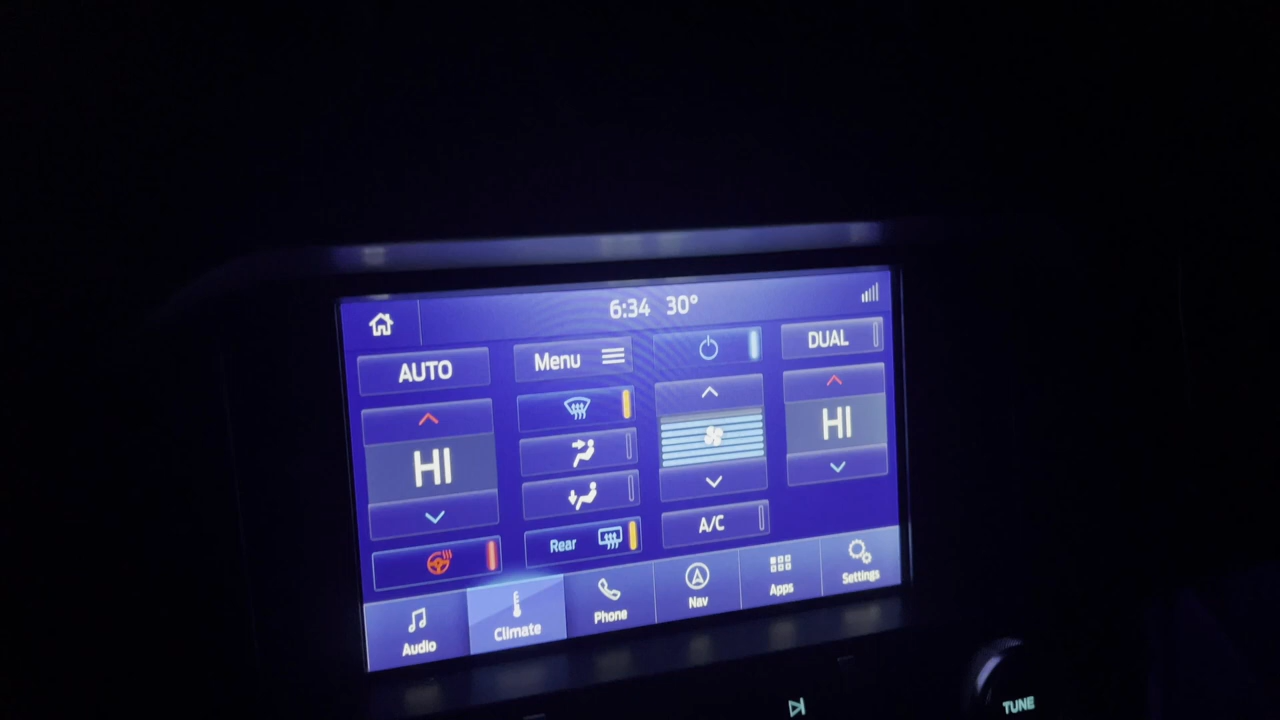 6:34 30°
AUTO
Menu
DUAL
HI
HI
Rear
A/C
Audio
Climate
Phone
Nav
Apps
Settings
TUNE